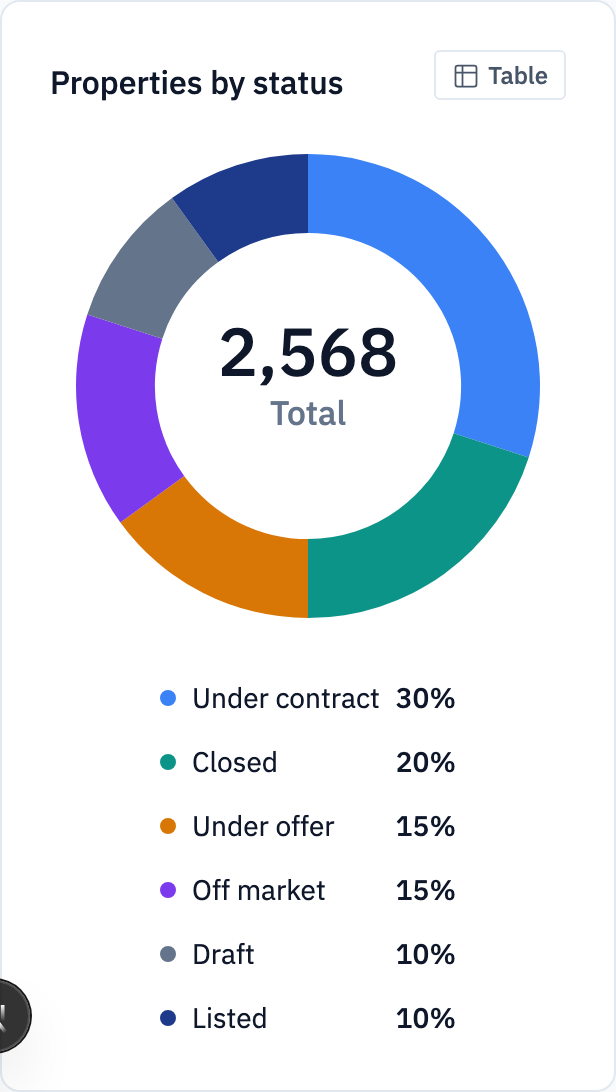 Properties by status
Table
2,568
Total
Under contract 30%
Closed 20%
Under offer 15%
Off market 15%
Draft 10%
Listed 10%